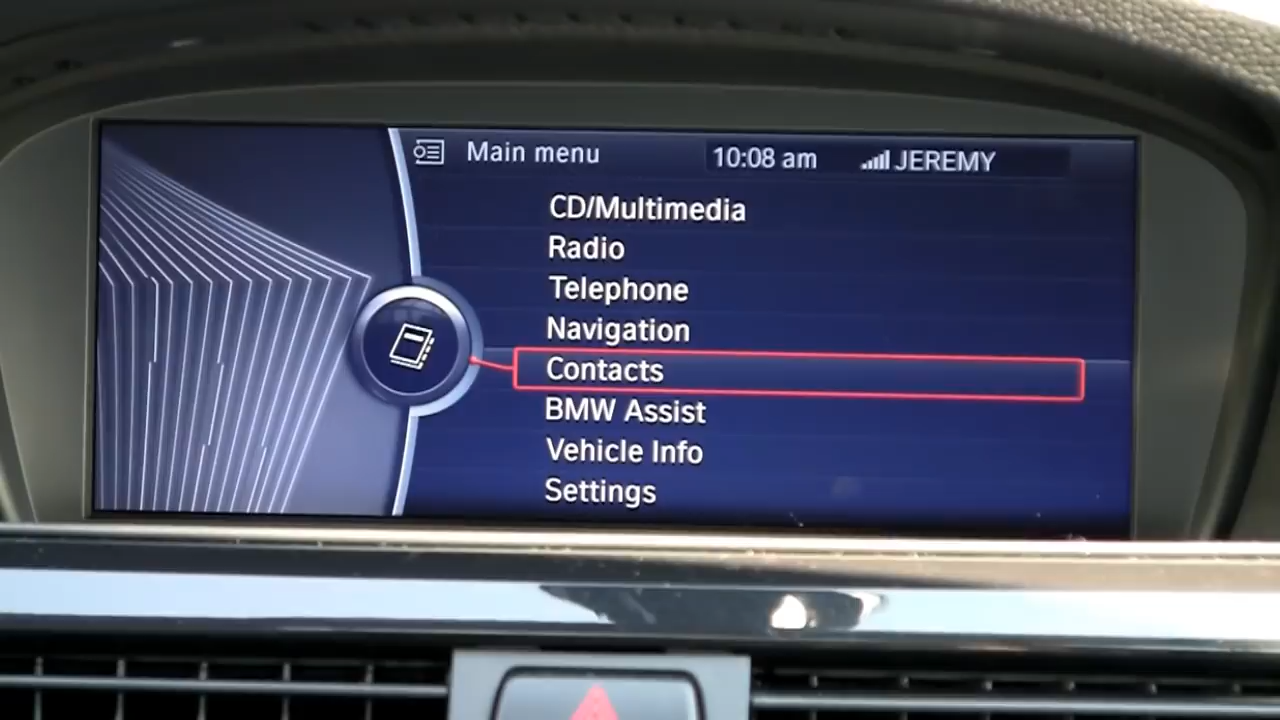 Main menu 10:08 am JEREMY
CD/Multimedia
Radio
Telephone
Navigation
Contacts
BMW Assist
Vehicle Info
Settings